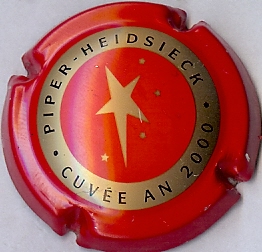 PIPER-HEIDSIECK
• CUVÉE AN 2000 •